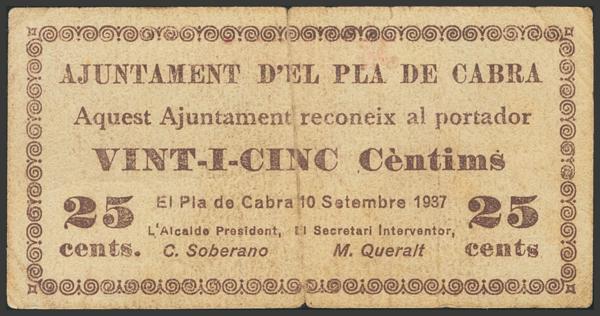 AJUNTAMENT D'EL PLA DE CABRA
Aquest Ajuntament reconeix al portador
VINT-I-CINC Cèntims
25 cents.
El Pla de Cabra 10 Setembre 1937
L'Alcalde President, El Secretari Interventor,
C. Soberano M. Queralt
25 cents